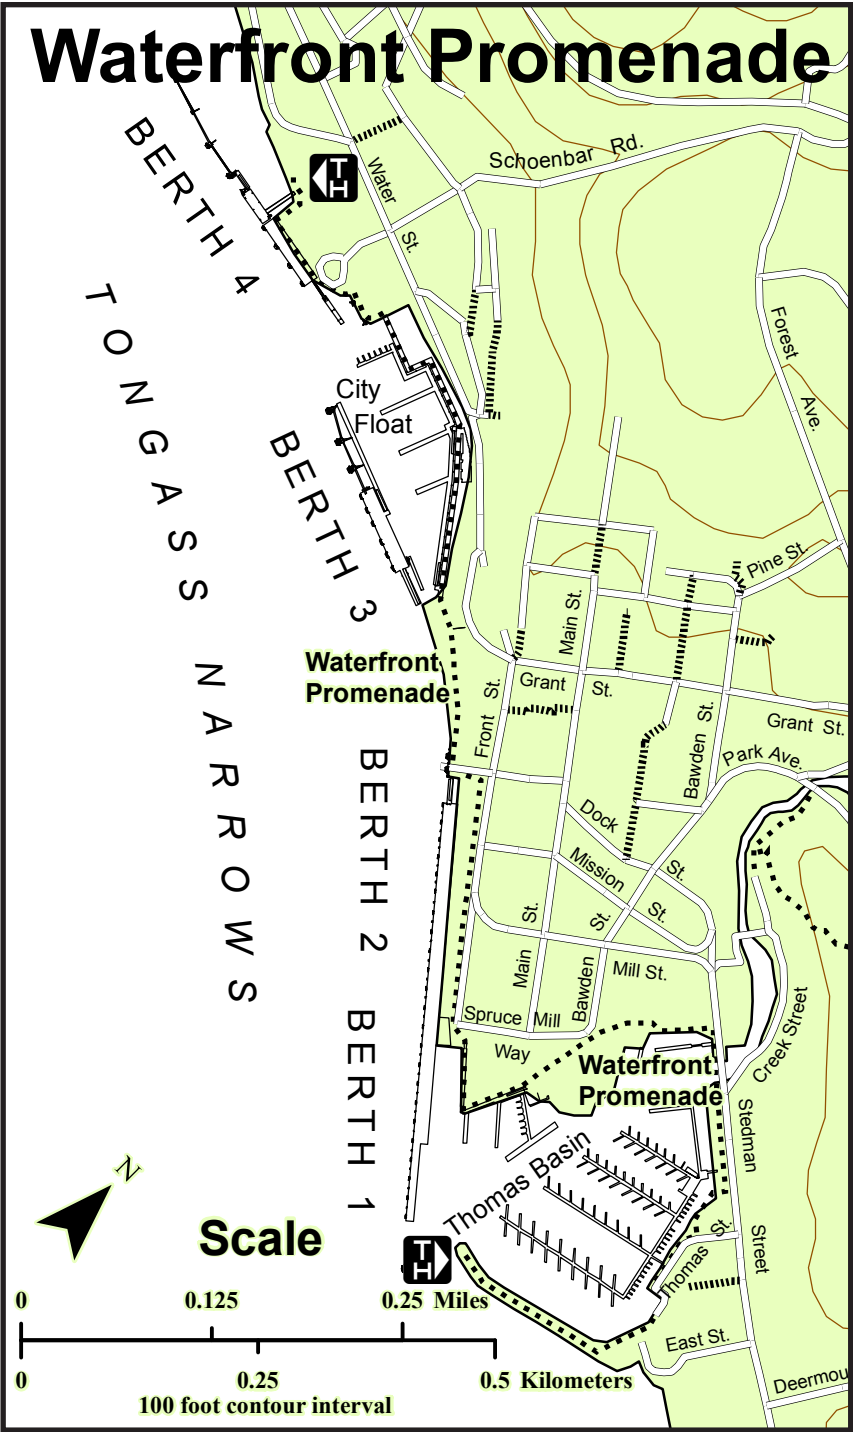 Waterfront Promenade
BERTH 4
TH
Schoenbar Rd.
Water
St.
TONGASS NARROWS
Forest
Ave.
City
Float
BERTH 3
Pine St.
Main St.
Waterfront
Promenade
Grant St.
Front St.
Grant St.
Bawden St.
Park Ave.
BERTH 2
Dock St.
Mission St.
Main St.
Bawden St.
Mill St.
Spruce Mill
Way
Creek Street
BERTH 1
Waterfront
Promenade
Stedman
Street
Thomas Basin
Thomas St.
N
Scale
TH
East St.
Deermou
0 0.125 0.25 Miles
0 0.25 0.5 Kilometers
100 foot contour interval